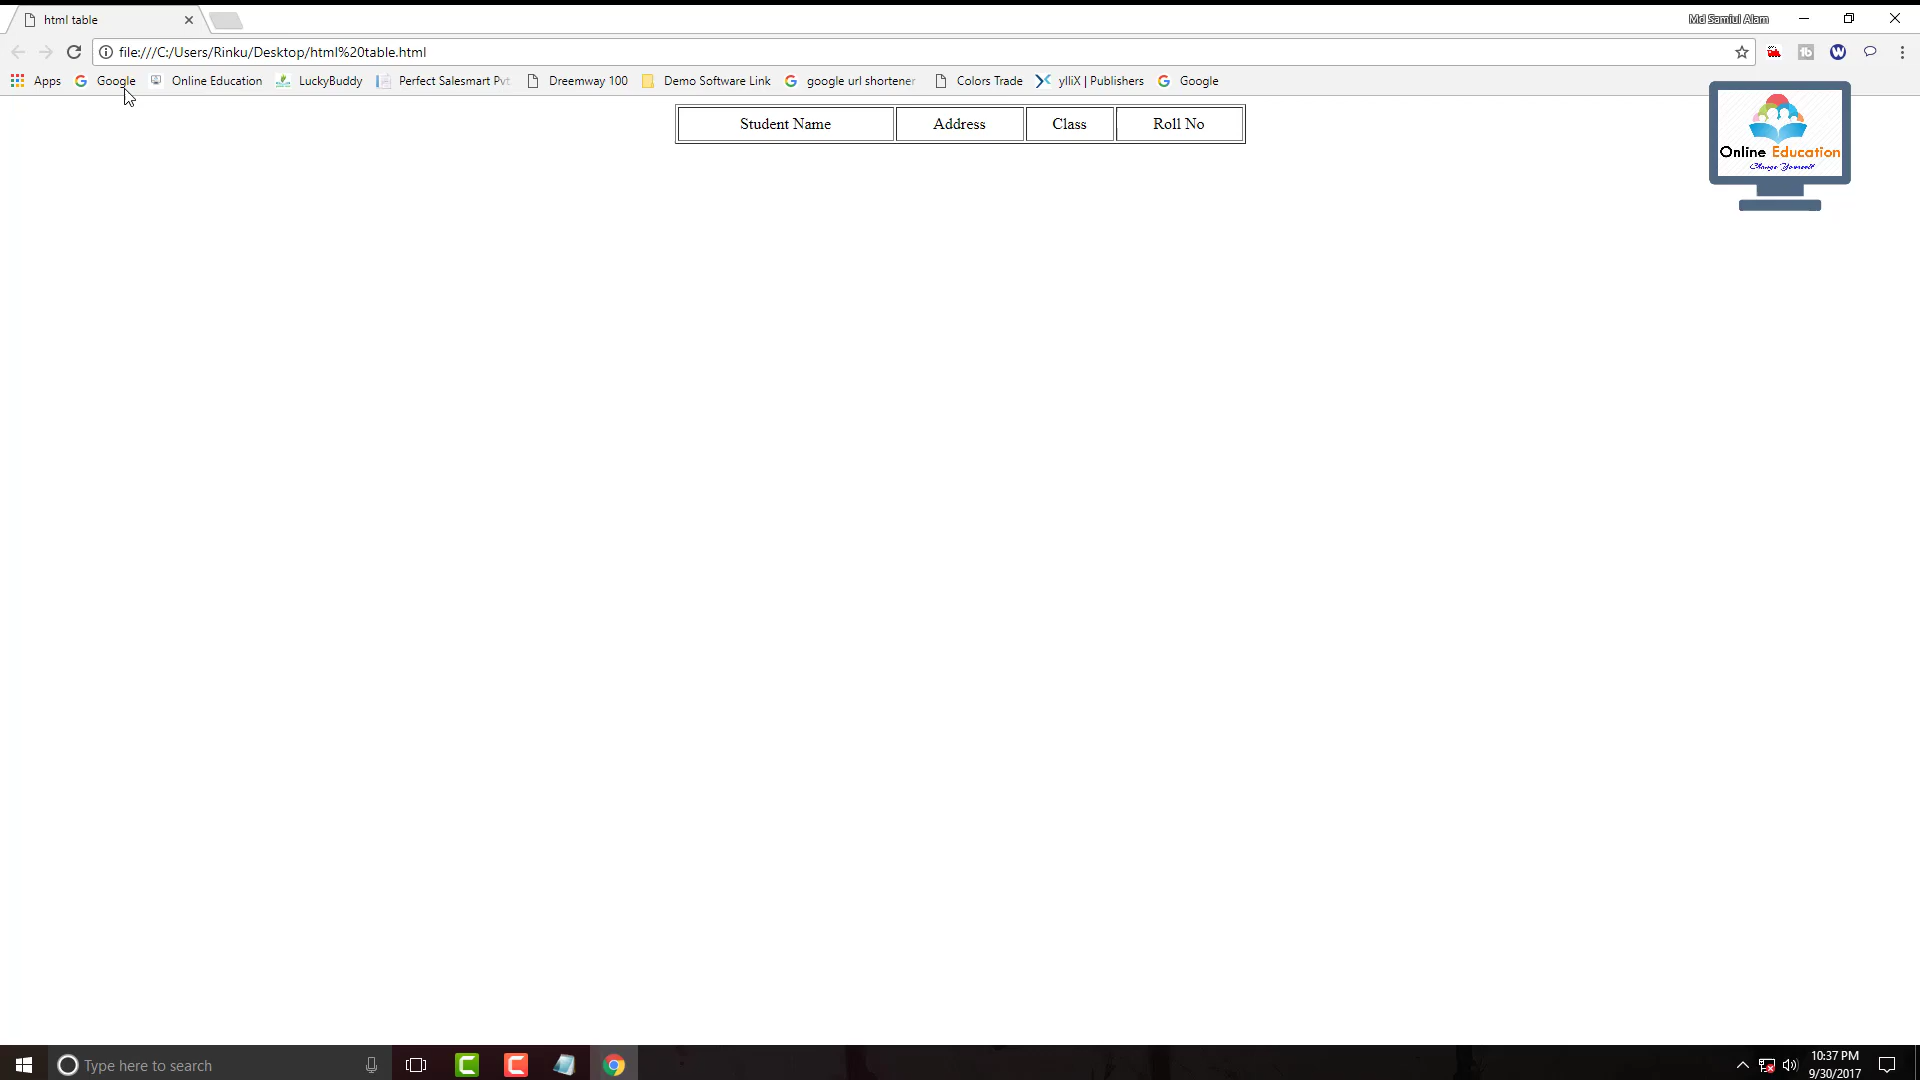 html table
Md Samiul Alam
file:///C:/Users/Rinku/Desktop/html%20table.html
Apps Google Online Education LuckyBuddy Perfect Salesmart Pvt. Dreemway 100 Demo Software Link google url shortener Colors Trade ylliX | Publishers Google
Student Name Address Class Roll No
Online Education
Change Yourself
Type here to search
10:37 PM
9/30/2017